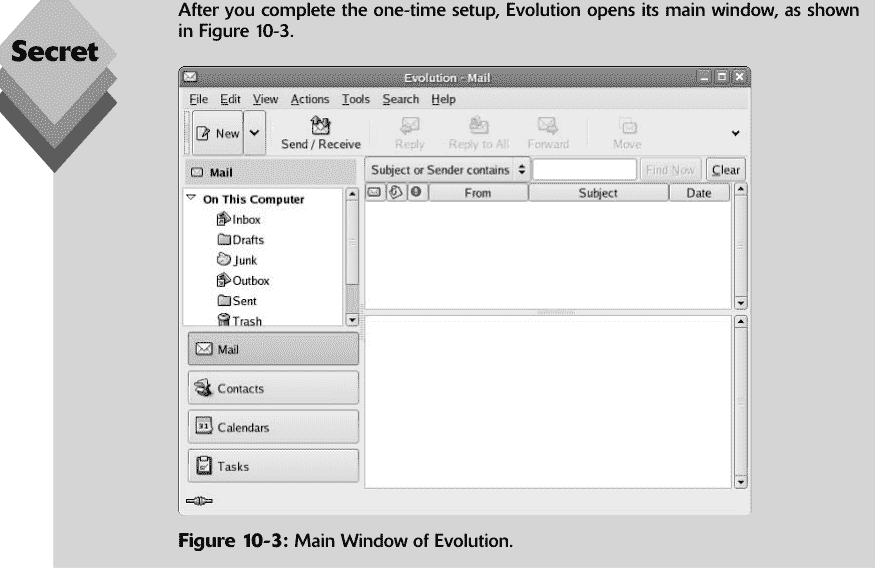 After you complete the one-time setup, Evolution opens its main window, as shown
in Figure 10-3.
Secret
Evolution - Mail
File Edit View Actions Tools Search Help
New Send / Receive Reply Reply to All Forward Move
Mail
Subject or Sender contains Find Now Clear
From Subject Date
On This Computer
Inbox
Drafts
Junk
Outbox
Sent
Trash
Mail
Contacts
31 Calendars
Tasks
Figure 10-3: Main Window of Evolution.